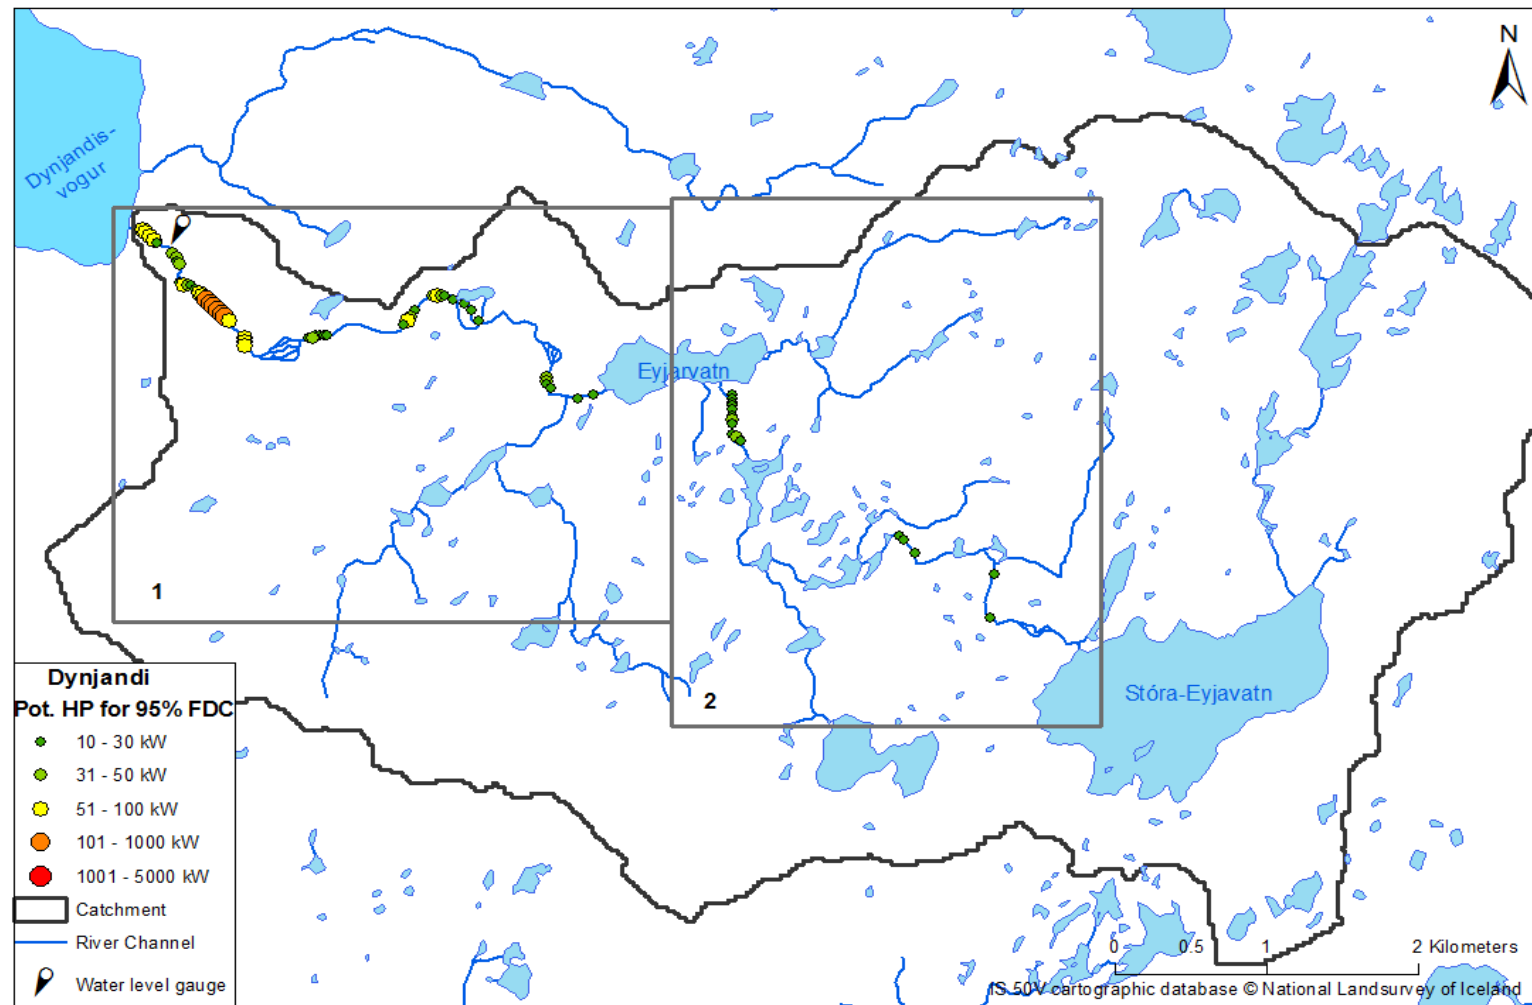 N
Dynjandis-
vogur
Eyjarvatn
1
2
Stóra-Eyjavatn
Dynjandi
Pot. HP for 95% FDC
10 - 30 kW
31 - 50 kW
51 - 100 kW
101 - 1000 kW
1001 - 5000 kW
Catchment
River Channel
Water level gauge
0 0.5 1 2 Kilometers
IS 50V cartographic database © National Landsurvey of Iceland